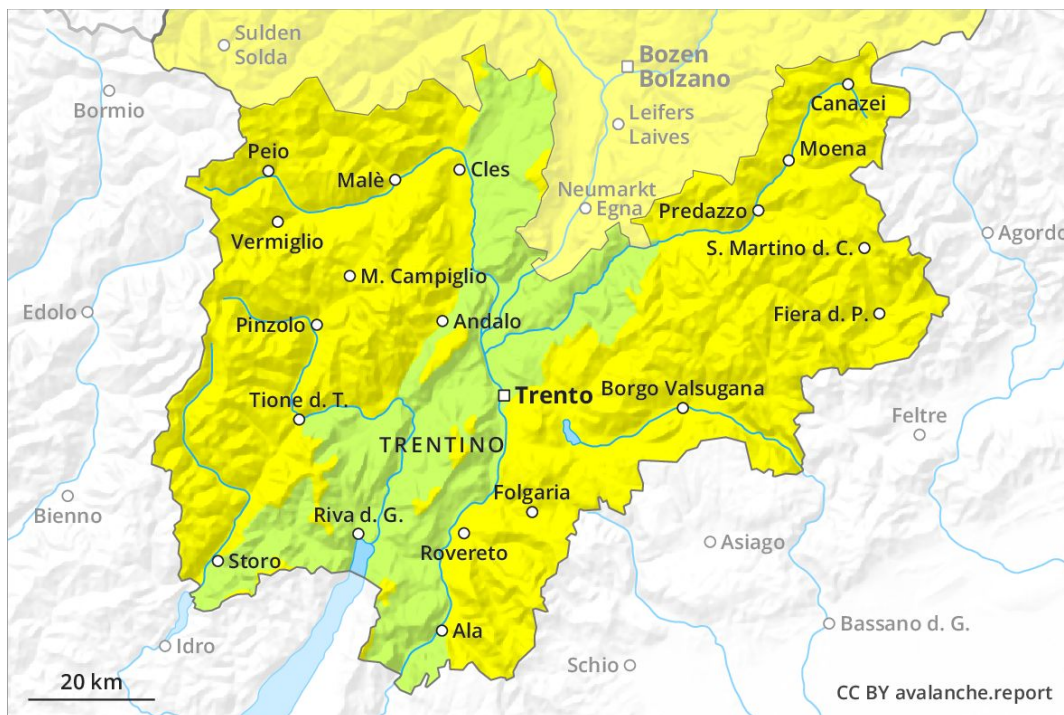 Sulden
Solda
Bozen
Bolzano
Bormio
Canazei
Leifers
Laives
Moena
Peio
Malè
Cles
Neumarkt
Egna
Predazzo
Vermiglio
S. Martino d. C.
Agordo
M. Campiglio
Edolo
Pinzolo
Andalo
Fiera d. P.
Tione d. T.
Trento
Borgo Valsugana
Feltre
TRENTINO
Bienno
Riva d. G.
Folgaria
Rovereto
Asiago
Storo
Idro
Ala
Bassano d. G.
Schio
20 km
CC BY avalanche.report